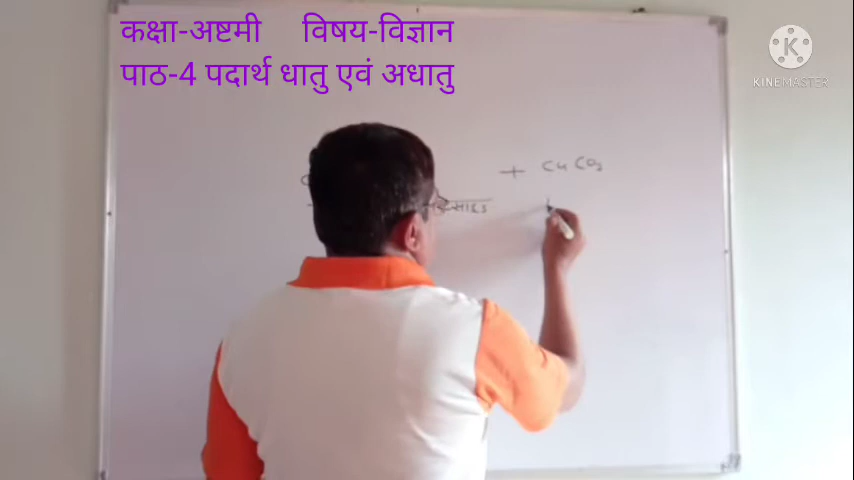 कक्षा-अष्टमी विषय-विज्ञान
पाठ-4 पदार्थ धातु एवं अधातु
KINEMASTER
+ CuCO3